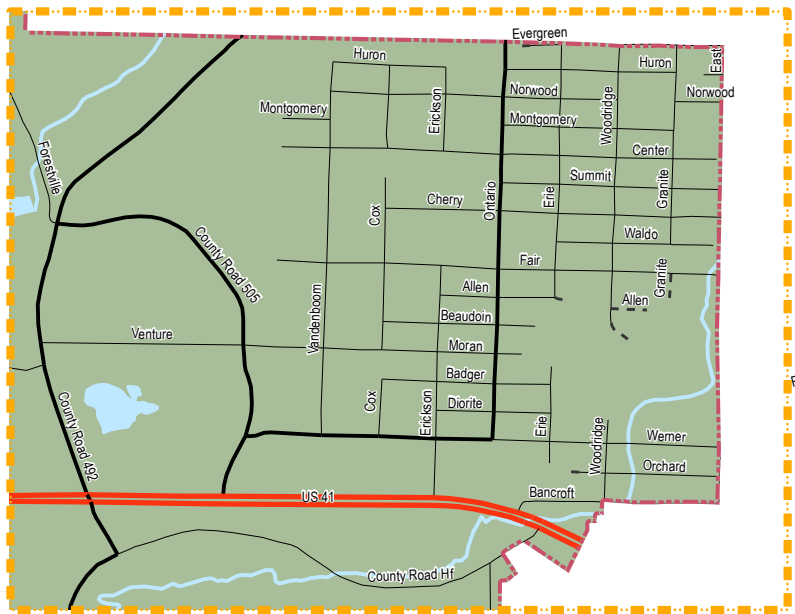 Evergreen
Huron
Huron
East
Norwood
Norwood
Montgomery
Erickson
Montgomery
Woodridge
Forestville
Center
Summit
Granite
Cherry
Cox
Ontario
Erie
Waldo
County Road 505
Fair
Granite
Allen
Allen
Vandenboom
Beaudoin
Venture
Moran
Badger
Cox
Erickson
Diorite
County Road 492
Erie
Woodridge
Werner
Orchard
US 41
Bancroft
County Road Hf